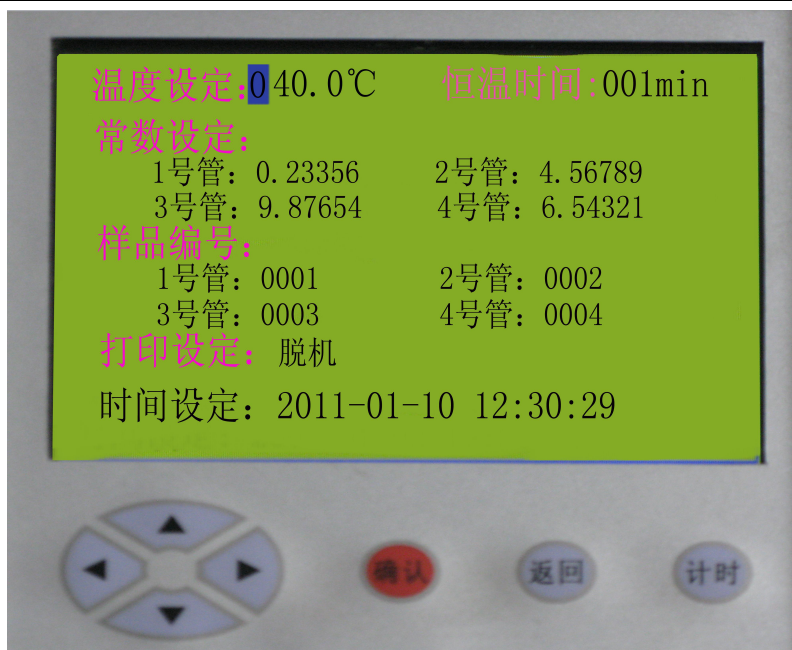 温度设定:040.0℃ 恒温时间:001min
常数设定：
1号管：0.23356 2号管：4.56789
3号管：9.87654 4号管：6.54321
样品编号：
1号管：0001 2号管：0002
3号管：0003 4号管：0004
打印设定：脱机
时间设定：2011-01-10 12:30:29
确认 返回 计时